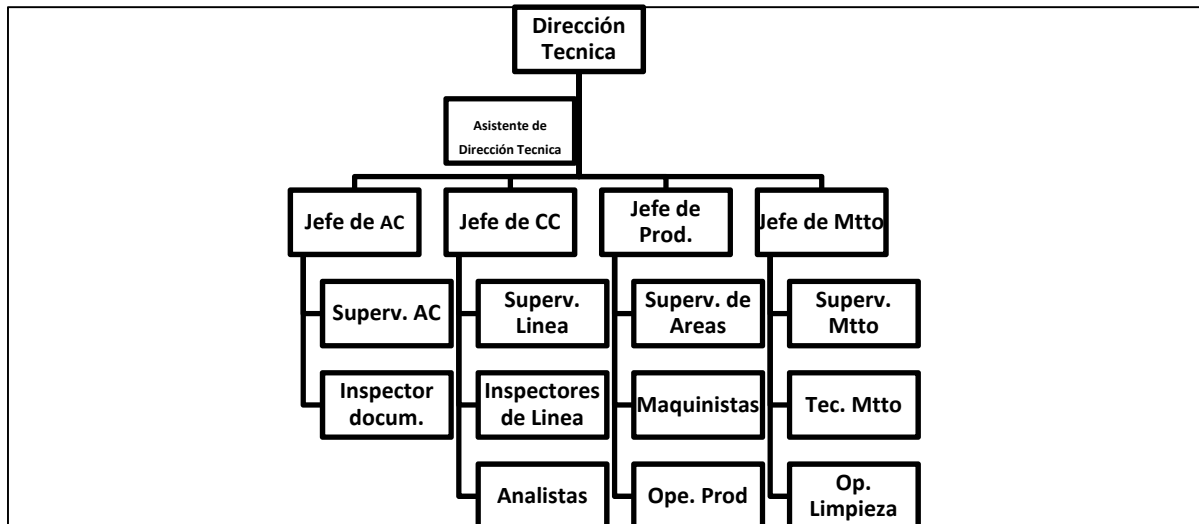 Dirección
Tecnica
Asistente de
Dirección Tecnica
Jefe de AC
Jefe de CC
Jefe de
Prod.
Jefe de Mtto
Superv. AC
Superv.
Linea
Superv. de
Areas
Superv.
Mtto
Inspector
docum.
Inspectores
de Linea
Maquinistas
Tec. Mtto
Analistas
Ope. Prod
Op.
Limpieza